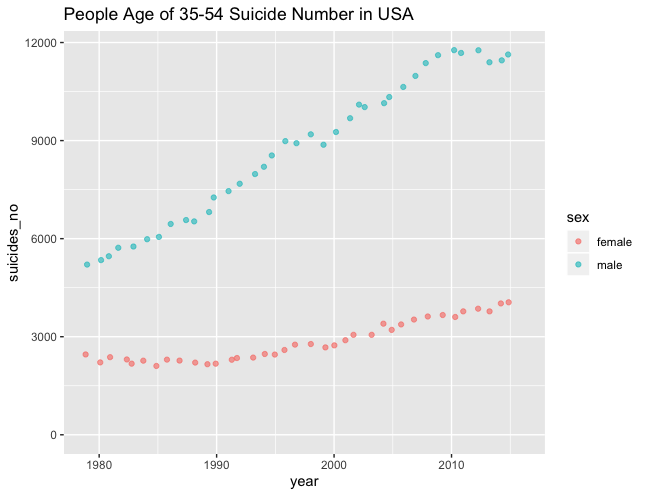 People Age of 35-54 Suicide Number in USA
12000
9000
6000
3000
0
suicides_no
1980 1990 2000 2010
year
sex
female
male